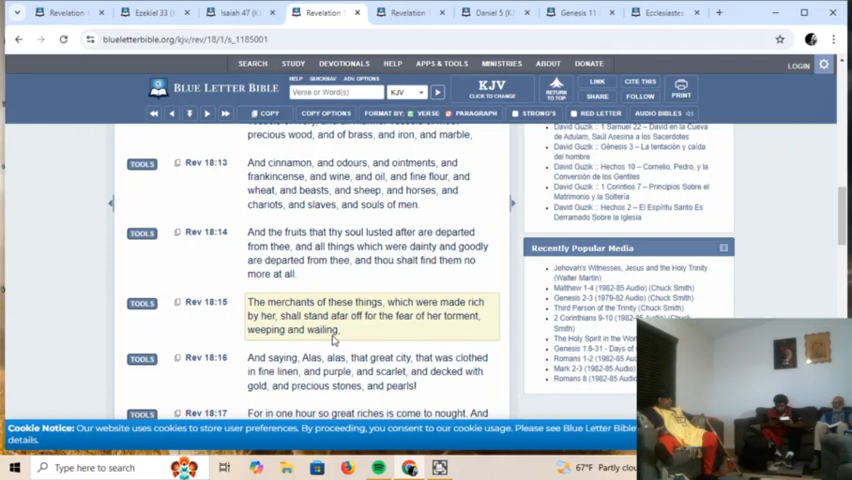 Revelation 1
Ezekiel 33 (
Isaiah 47 (KJ
Revelation 
Revelation 1
Daniel 5 (KJ
Genesis 11
Ecclesiastes
blueletterbible.org/kjv/rev/18/1/s_1185001
SEARCH STUDY DEVOTIONALS HELP APPS & TOOLS MINISTRIES ABOUT DONATE LOGIN
BLUE LETTER BIBLE
HELP QUICKNAV ADV. OPTIONS
Verse or Word(s) KJV
KJV
CLICK TO CHANGE
RETURN
TO TOP
LINK
SHARE
CITE THIS
FOLLOW
PRINT
COPY COPY OPTIONS FORMAT BY: VERSE PARAGRAPH STRONG'S RED LETTER AUDIO BIBLES
precious wood, and of brass, and iron, and marble,
TOOLS Rev 18:13 And cinnamon, and odours, and ointments, and
frankincense, and wine, and oil, and fine flour, and
wheat, and beasts, and sheep, and horses, and
chariots, and slaves, and souls of men.
TOOLS Rev 18:14 And the fruits that thy soul lusted after are departed
from thee, and all things which were dainty and goodly
are departed from thee, and thou shalt find them no
more at all.
TOOLS Rev 18:15 The merchants of these things, which were made rich
by her, shall stand afar off for the fear of her torment,
weeping and wailing,
TOOLS Rev 18:16 And saying, Alas, alas, that great city, that was clothed
in fine linen, and purple, and scarlet, and decked with
gold, and precious stones, and pearls!
TOOLS Rev 18:17 For in one hour so great riches is come to nought. And
David Guzik :: 1 Samuel 22 – David en la Cueva
de Adulam, Saúl Asesina a los Sacerdotes
David Guzik :: Génesis 3 – La tentación y caída
del hombre
David Guzik :: Hechos 10 – Cornelio, Pedro, y la
Conversión de los Gentiles
David Guzik :: 1 Corintios 7 – Principios Sobre el
Matrimonio y la Soltería
David Guzik :: Hechos 2 – El Espíritu Santo Es
Derramado Sobre la Iglesia
Recently Popular Media
Jehovah's Witnesses, Jesus and the Holy Trinity
(Walter Martin)
Matthew 1-4 (1982-85 Audio) (Chuck Smith)
Genesis 2-3 (1979-82 Audio) (Chuck Smith)
Third Person of the Trinity (Chuck Smith)
2 Corinthians 9-10 (1982-85 Audio) (Chuck
Smith)
The Holy Spirit in the
Genesis 1:6-31 - Days of
Romans 1-2 (1982-85
Mark 2-3 (1982-85 Audio)
Romans 8 (1982-85
Cookie Notice: Our website uses cookies to store user preferences. By proceeding, you consent to our cookie usage. Please see Blue Letter Bible
details.
Type here to search
67°F Partly clou